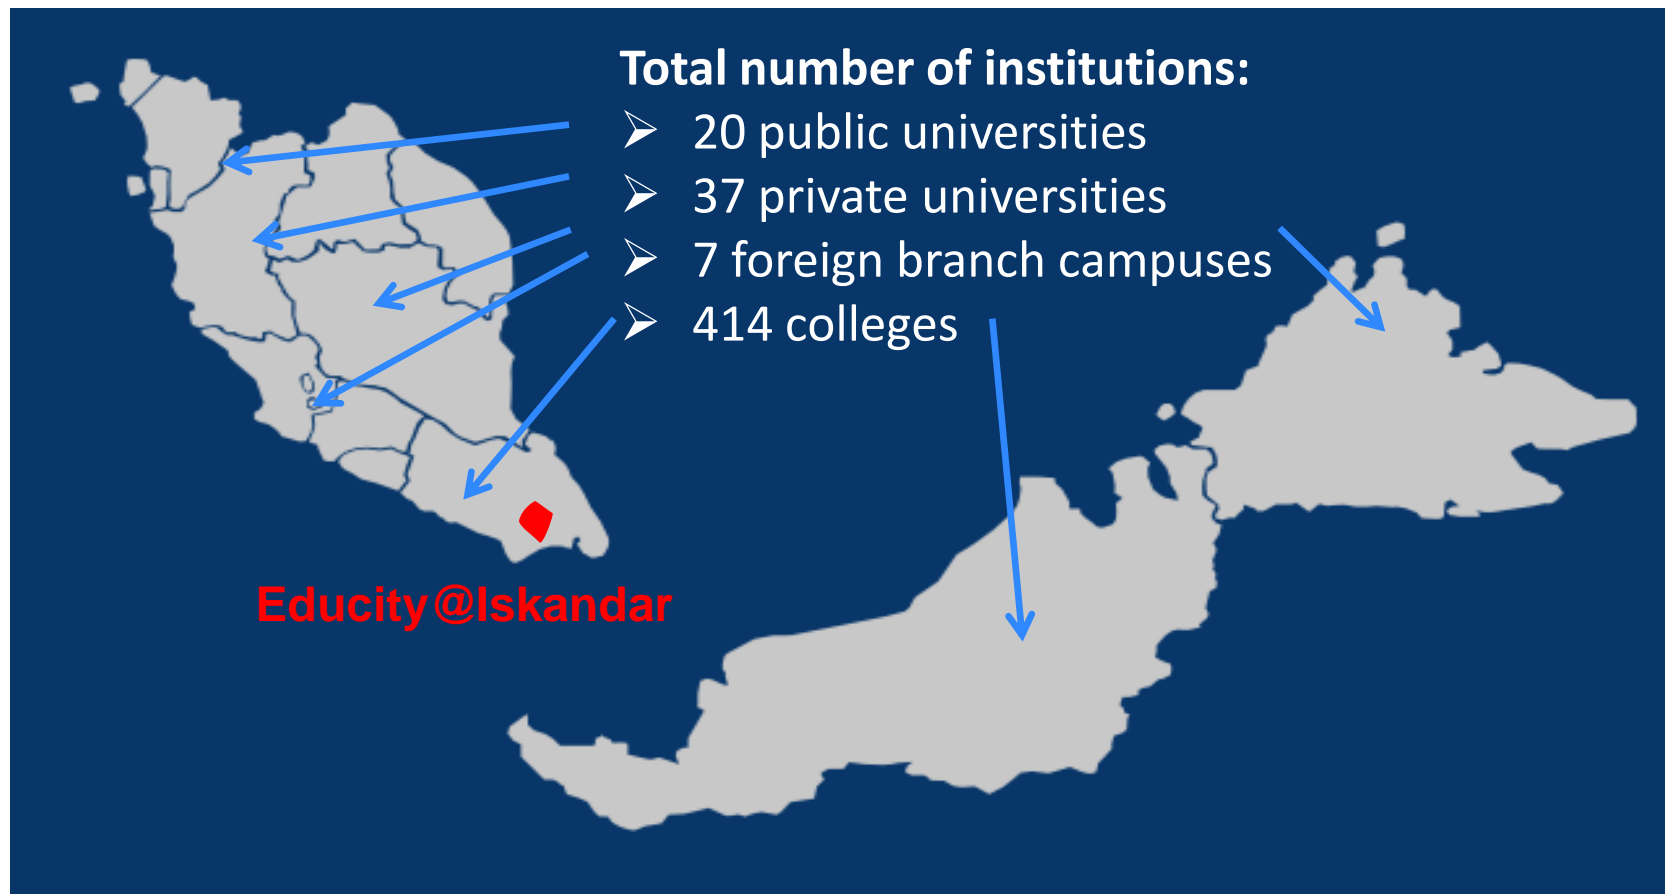 Total number of institutions:
➢ 20 public universities
➢ 37 private universities
➢ 7 foreign branch campuses
➢ 414 colleges
Educity@Iskandar